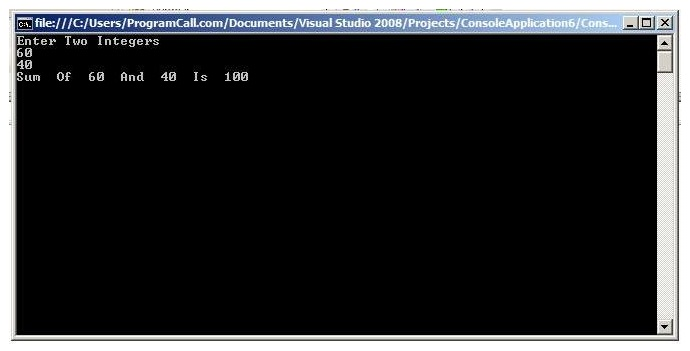 file:///C:/Users/ProgramCall.com/Documents/Visual Studio 2008/Projects/ConsoleApplication6/Cons...
Enter Two Integers
60
40
Sum Of 60 And 40 Is 100